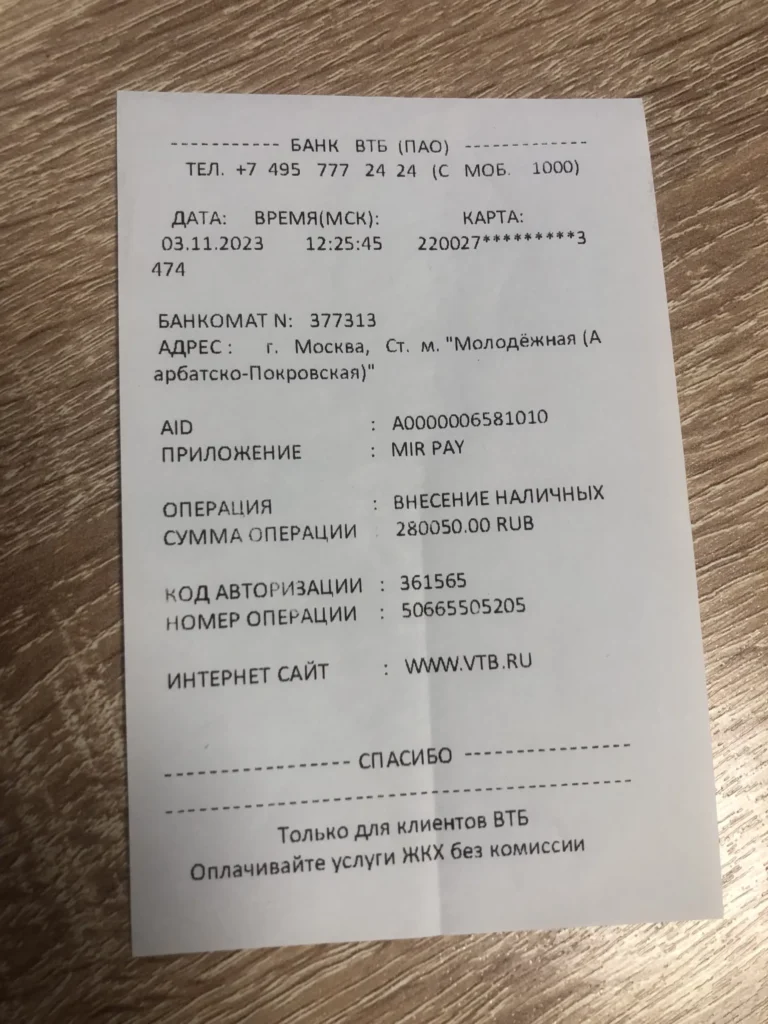 ----------- БАНК ВТБ (ПАО) ------------
ТЕЛ. +7 495 777 24 24 (С МОБ. 1000)
ДАТА: ВРЕМЯ(МСК): КАРТА:
03.11.2023 12:25:45 220027*********3
474
БАНКОМАТ N: 377313
АДРЕС : г. Москва, Ст. м. "Молодёжная (А
рбатско-Покровская)"
AID : A0000006581010
ПРИЛОЖЕНИЕ : MIR PAY
ОПЕРАЦИЯ : ВНЕСЕНИЕ НАЛИЧНЫХ
СУММА ОПЕРАЦИИ : 280050.00 RUB
КОД АВТОРИЗАЦИИ : 361565
НОМЕР ОПЕРАЦИИ : 50665505205
ИНТЕРНЕТ САЙТ : WWW.VTB.RU
------------------ СПАСИБО ----------------
---------------------------------------------
Только для клиентов ВТБ
Оплачивайте услуги ЖКХ без комиссии